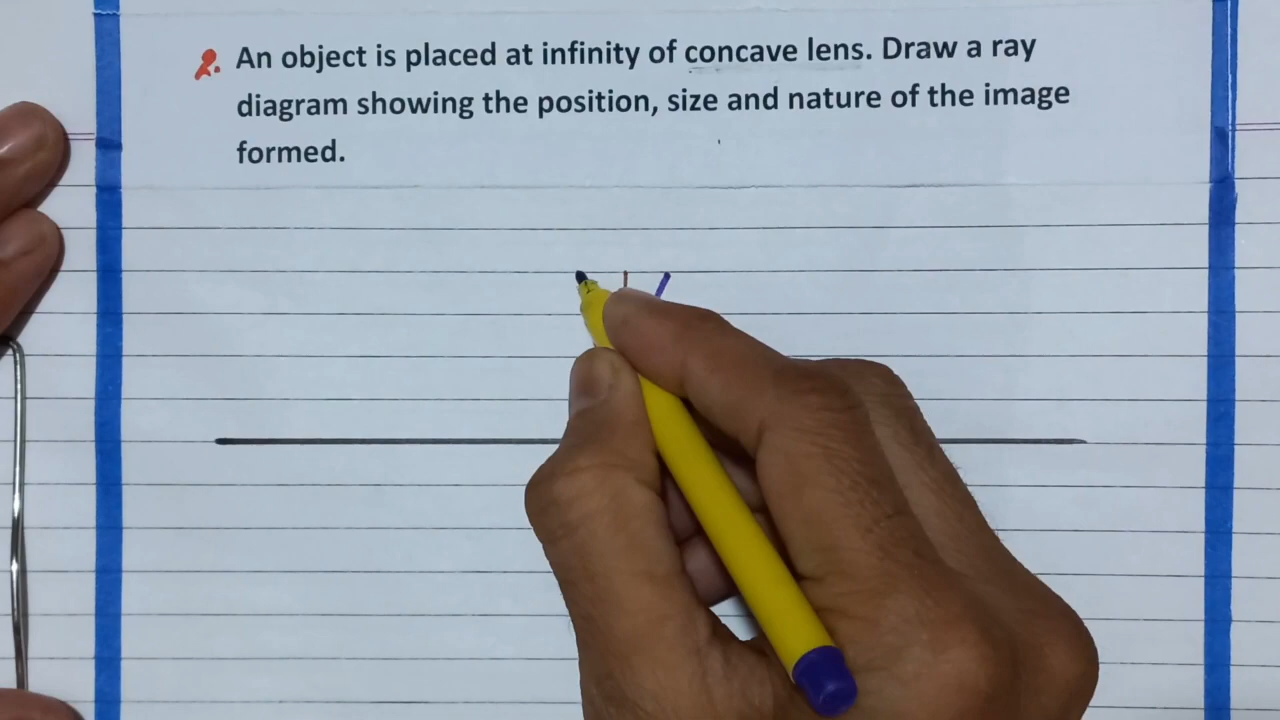 2. An object is placed at infinity of concave lens. Draw a ray
diagram showing the position, size and nature of the image
formed.